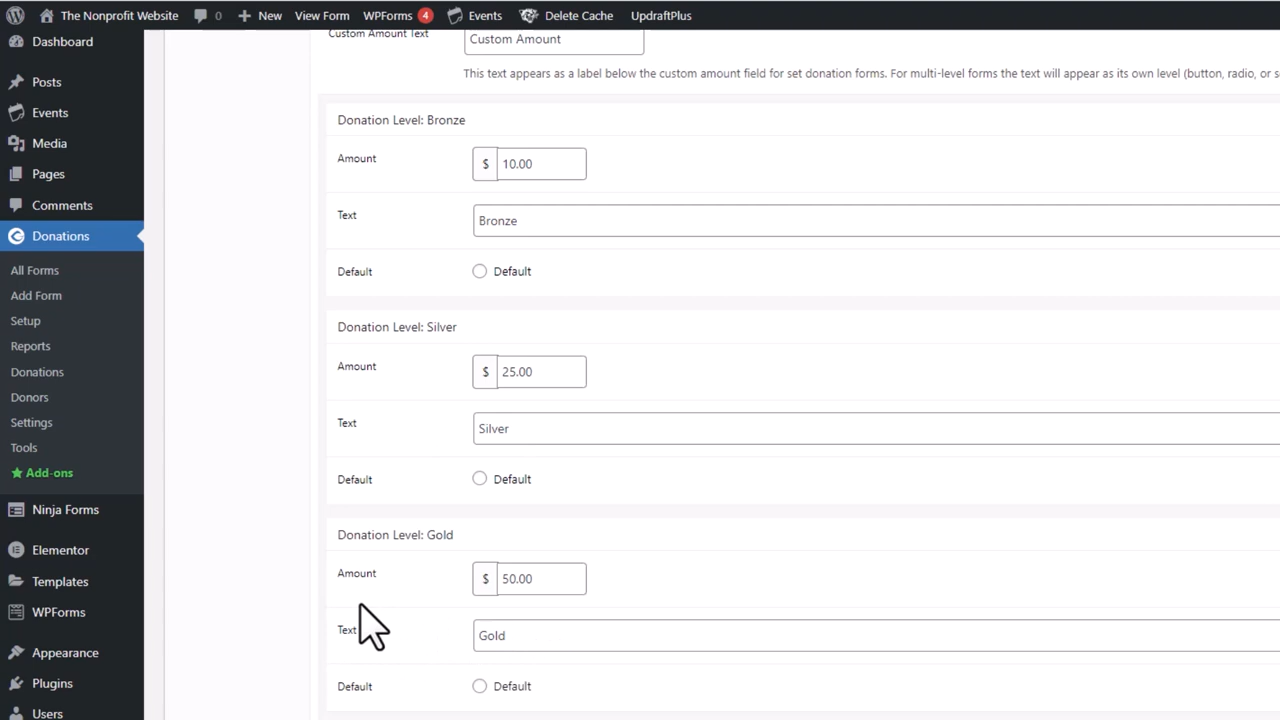 The Nonprofit Website 0 New View Form WPForms 4 Events Delete Cache UpdraftPlus
Dashboard
Posts
Events
Media
Pages
Comments
Donations
All Forms
Add Form
Setup
Reports
Donations
Donors
Settings
Tools
Add-ons
Ninja Forms
Elementor
Templates
WPForms
Appearance
Plugins
Users
Custom Amount Text
Custom Amount
This text appears as a label below the custom amount field for set donation forms. For multi-level forms the text will appear as its own level (button, radio, or
Donation Level: Bronze
Amount $ 10.00
Text Bronze
Default Default
Donation Level: Silver
Amount $ 25.00
Text Silver
Default Default
Donation Level: Gold
Amount $ 50.00
Text Gold
Default Default